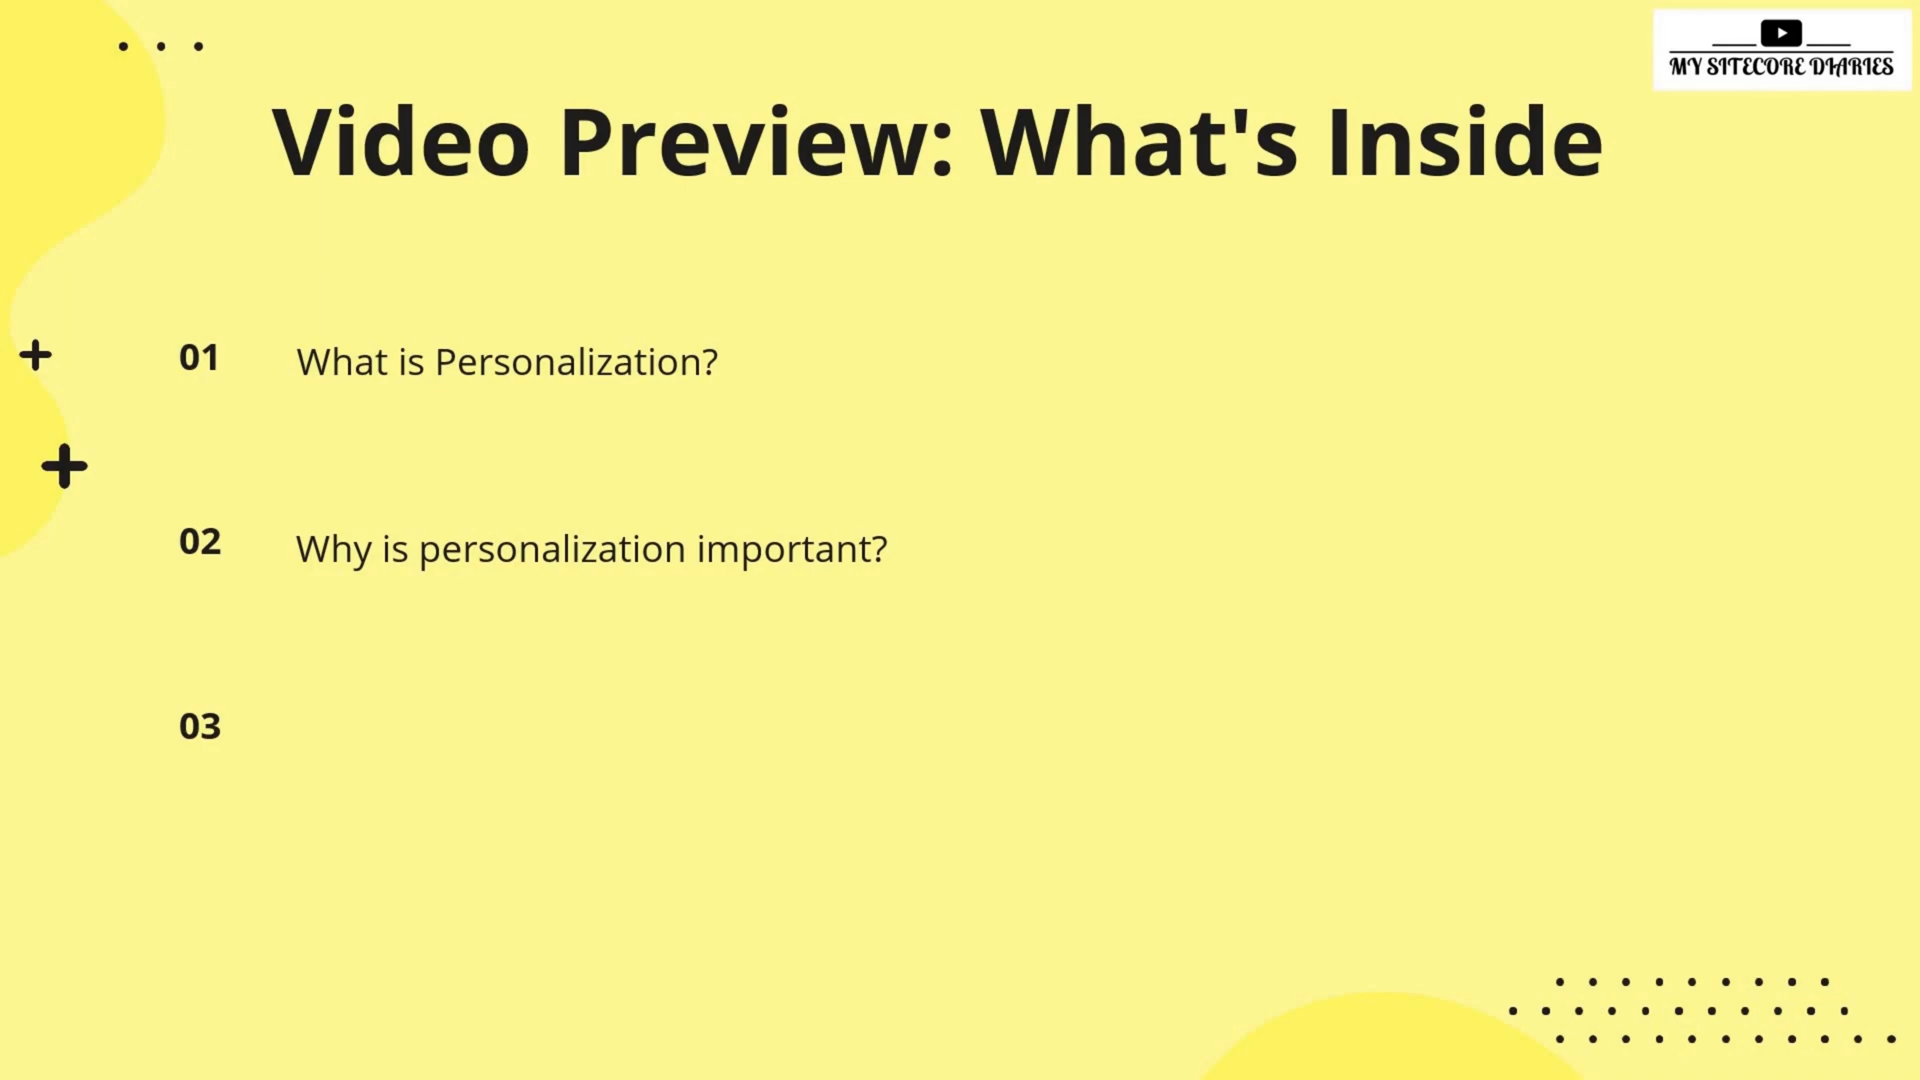 MY SITECORE DIARIES
Video Preview: What's Inside
01 What is Personalization?
02 Why is personalization important?
03